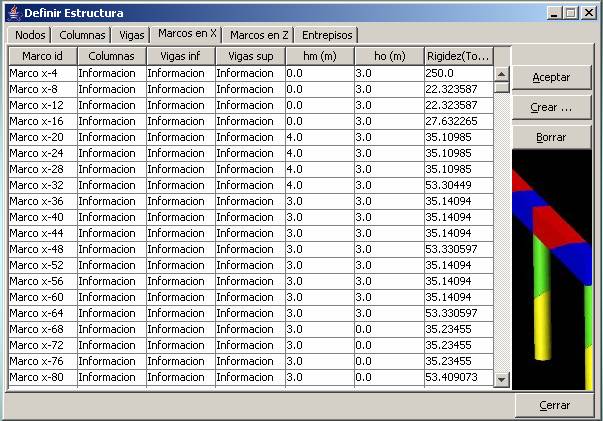 Definir Estructura
Nodos Columnas Vigas Marcos en X Marcos en Z Entrepisos
Marco id Columnas Vigas inf Vigas sup hm (m) ho (m) Rigidez(To...
Marco x-4 Informacion Informacion Informacion 0.0 3.0 250.0
Marco x-8 Informacion Informacion Informacion 0.0 3.0 22.323587
Marco x-12 Informacion Informacion Informacion 0.0 3.0 22.323587
Marco x-16 Informacion Informacion Informacion 0.0 3.0 27.632265
Marco x-20 Informacion Informacion Informacion 4.0 3.0 35.10985
Marco x-24 Informacion Informacion Informacion 4.0 3.0 35.10985
Marco x-28 Informacion Informacion Informacion 4.0 3.0 35.10985
Marco x-32 Informacion Informacion Informacion 4.0 3.0 53.30449
Marco x-36 Informacion Informacion Informacion 3.0 3.0 35.14094
Marco x-40 Informacion Informacion Informacion 3.0 3.0 35.14094
Marco x-44 Informacion Informacion Informacion 3.0 3.0 35.14094
Marco x-48 Informacion Informacion Informacion 3.0 3.0 53.330597
Marco x-52 Informacion Informacion Informacion 3.0 3.0 35.14094
Marco x-56 Informacion Informacion Informacion 3.0 3.0 35.14094
Marco x-60 Informacion Informacion Informacion 3.0 3.0 35.14094
Marco x-64 Informacion Informacion Informacion 3.0 3.0 53.330597
Marco x-68 Informacion Informacion Informacion 3.0 0.0 35.23455
Marco x-72 Informacion Informacion Informacion 3.0 0.0 35.23455
Marco x-76 Informacion Informacion Informacion 3.0 0.0 35.23455
Marco x-80 Informacion Informacion Informacion 3.0 0.0 53.409073
Aceptar
Crear ...
Borrar
Cerrar